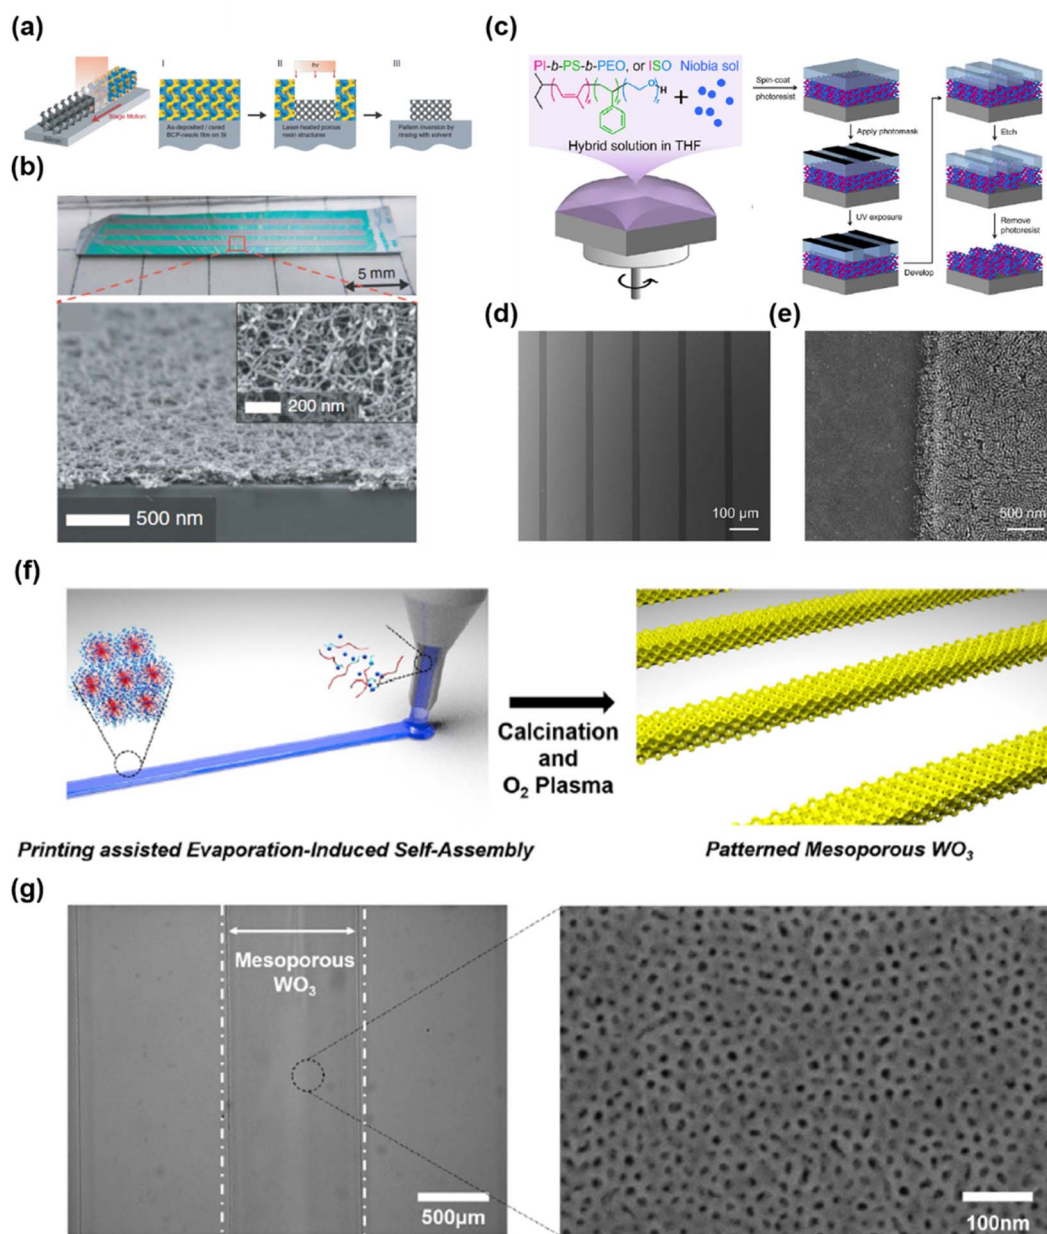 (a)
Stage Motion
Silicon
I
As deposited / cured
BCP-resols film on Si
II
hv
Laser-heated porous
resin structures
III
Pattern inversion by
rinsing with solvent
(b)
5 mm
200 nm
500 nm
(c)
PI-b-PS-b-PEO, or ISO Niobia sol
H
+
Hybrid solution in THF
Spin-coat
photoresist
Apply photomask
UV exposure
Develop
Etch
Remove
photoresist
(d)
100 µm
(e)
500 nm
(f)
Calcination
and
O₂ Plasma
Printing assisted Evaporation-Induced Self-Assembly
Patterned Mesoporous WO₃
(g)
Mesoporous
WO₃
500µm
100nm